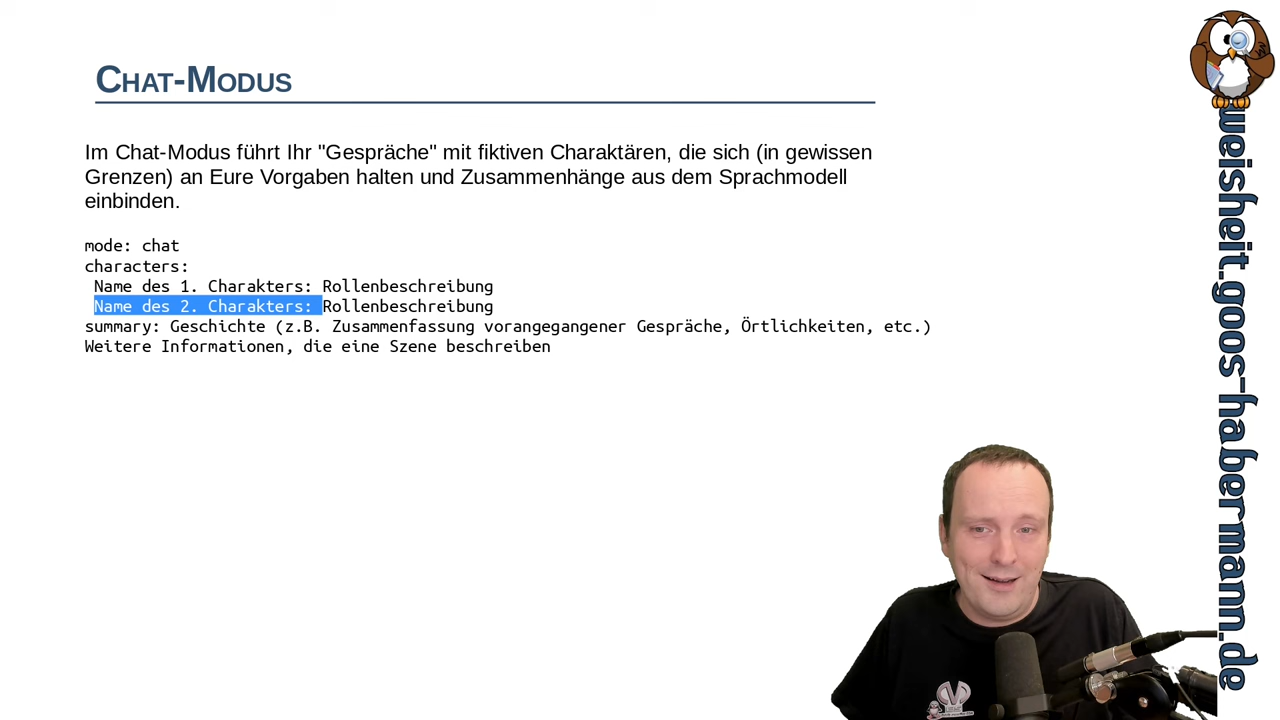 Chat-Modus
Im Chat-Modus führt Ihr "Gespräche" mit fiktiven Charaktären, die sich (in gewissen
Grenzen) an Eure Vorgaben halten und Zusammenhänge aus dem Sprachmodell
einbinden.
mode: chat
characters:
Name des 1. Charakters: Rollenbeschreibung
Name des 2. Charakters: Rollenbeschreibung
summary: Geschichte (z.B. Zusammenfassung vorangegangener Gespräche, Örtlichkeiten, etc.)
Weitere Informationen, die eine Szene beschreiben
weisheit.goos-habermann.de